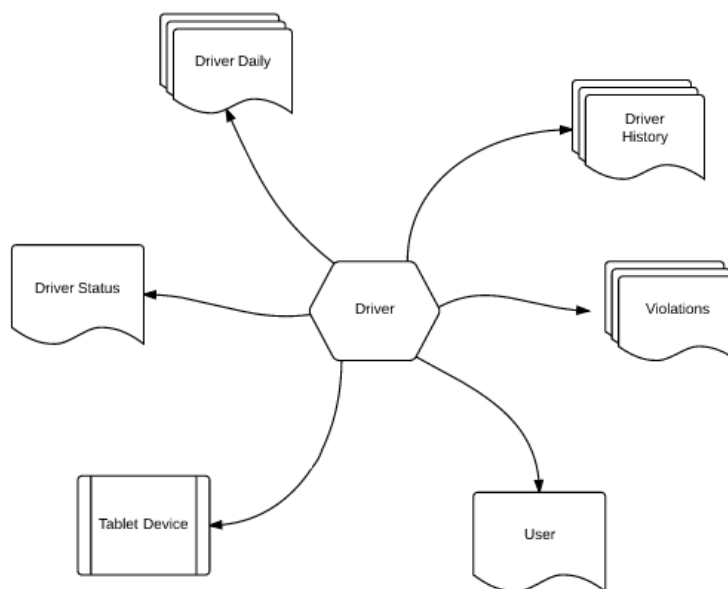 Driver Daily
Driver
History
Driver Status
Driver
Violations
Tablet Device
User